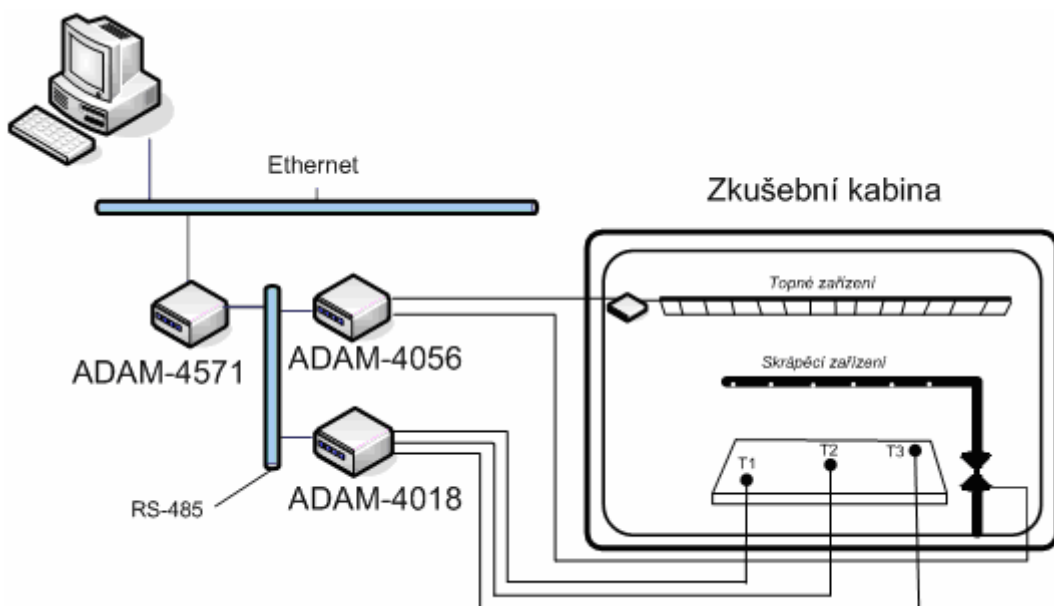 Ethernet
Zkušební kabina
Topné zařízení
ADAM-4571
ADAM-4056
Skrápěcí zařízení
T1
T2
T3
RS-485
ADAM-4018